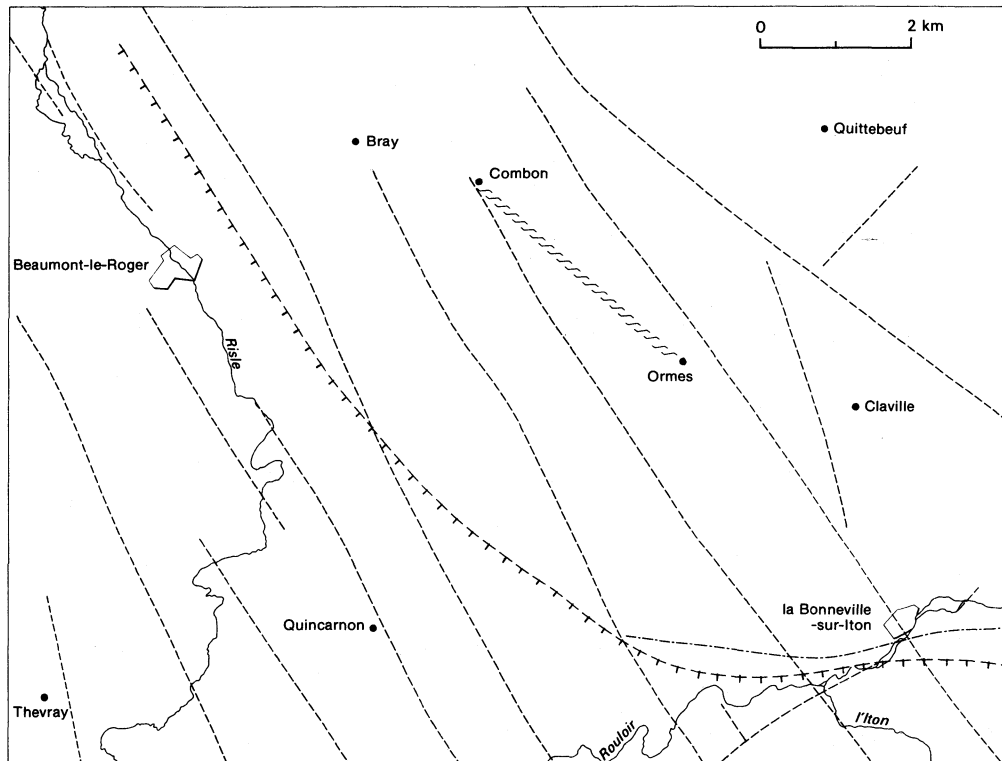 0 2 km
Quittebeuf
Bray
Combon
Beaumont-le-Roger
Risle
Ormes
Claville
la Bonneville
-sur-Iton
Quincarnon
Thevray
Rouloir
l'Iton